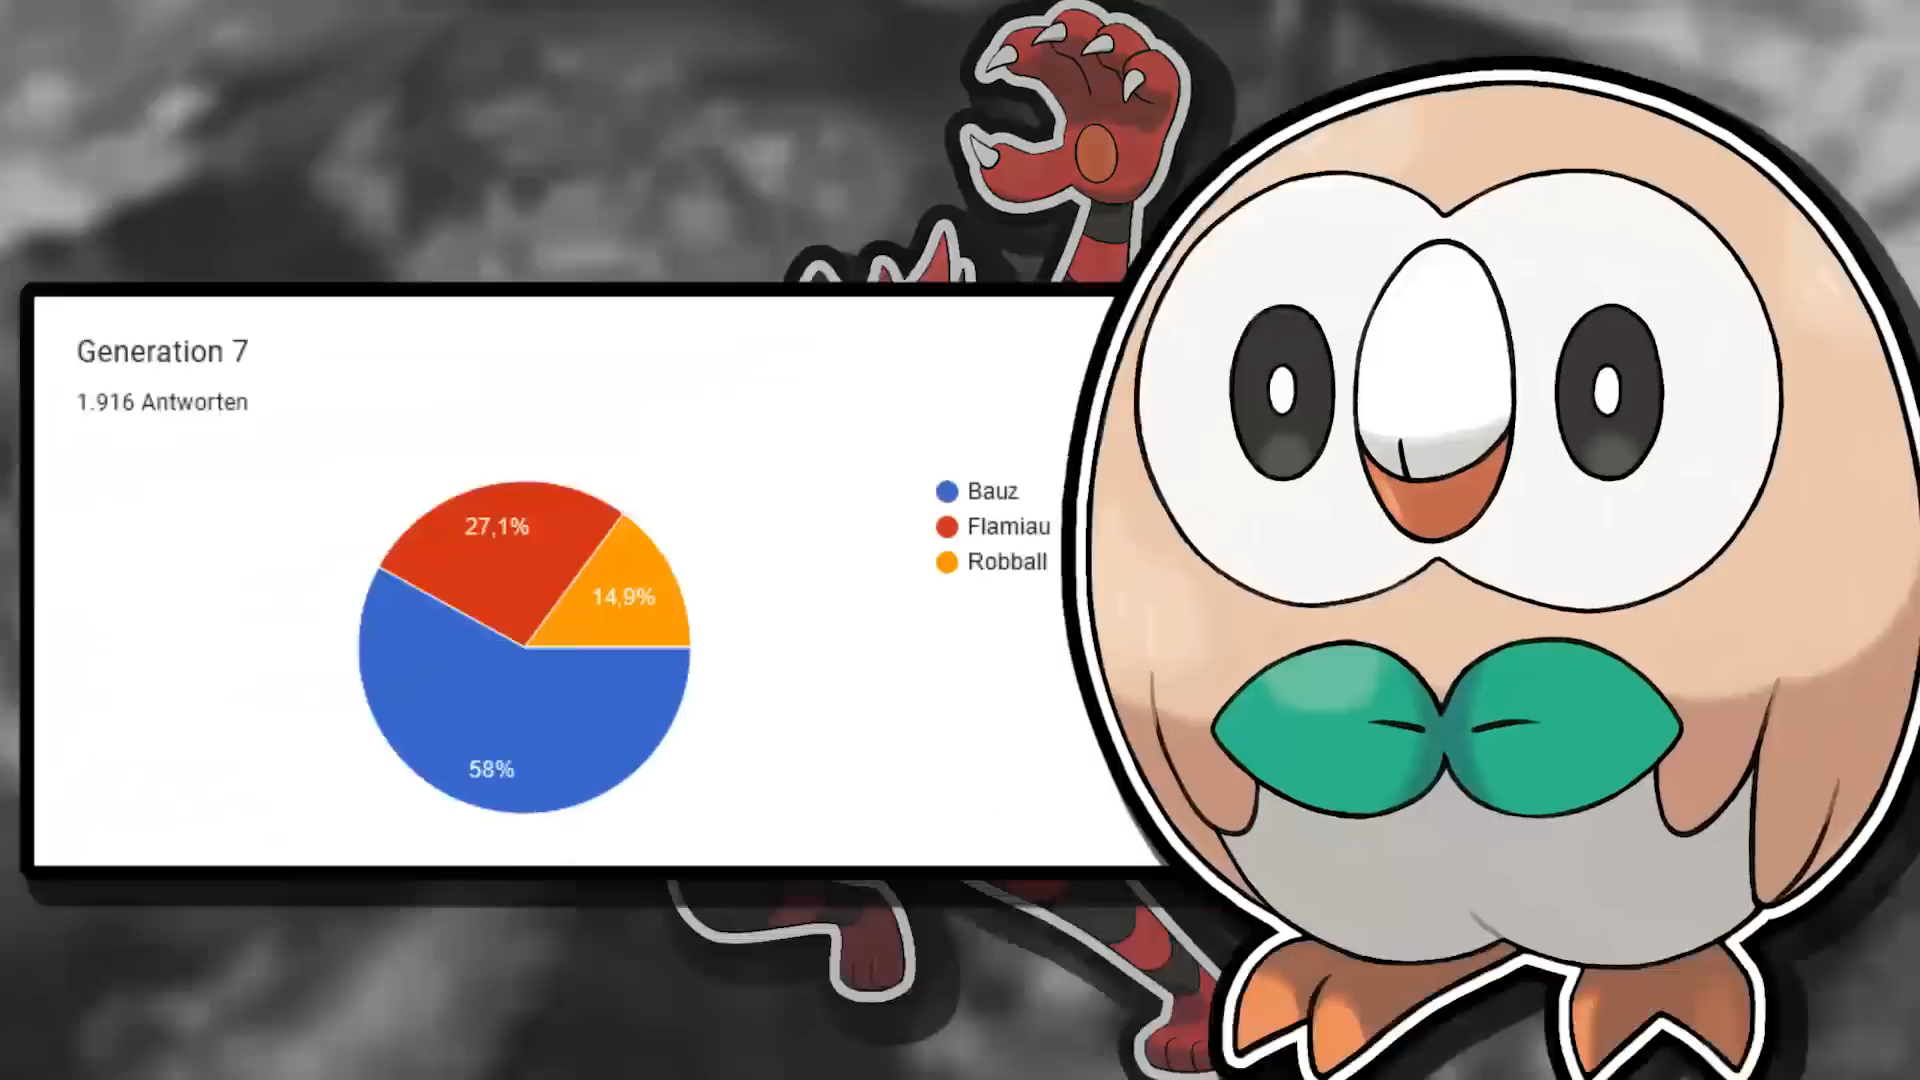 Generation 7
1.916 Antworten
27,1%
14,9%
58%
Bauz
Flamiau
Robball